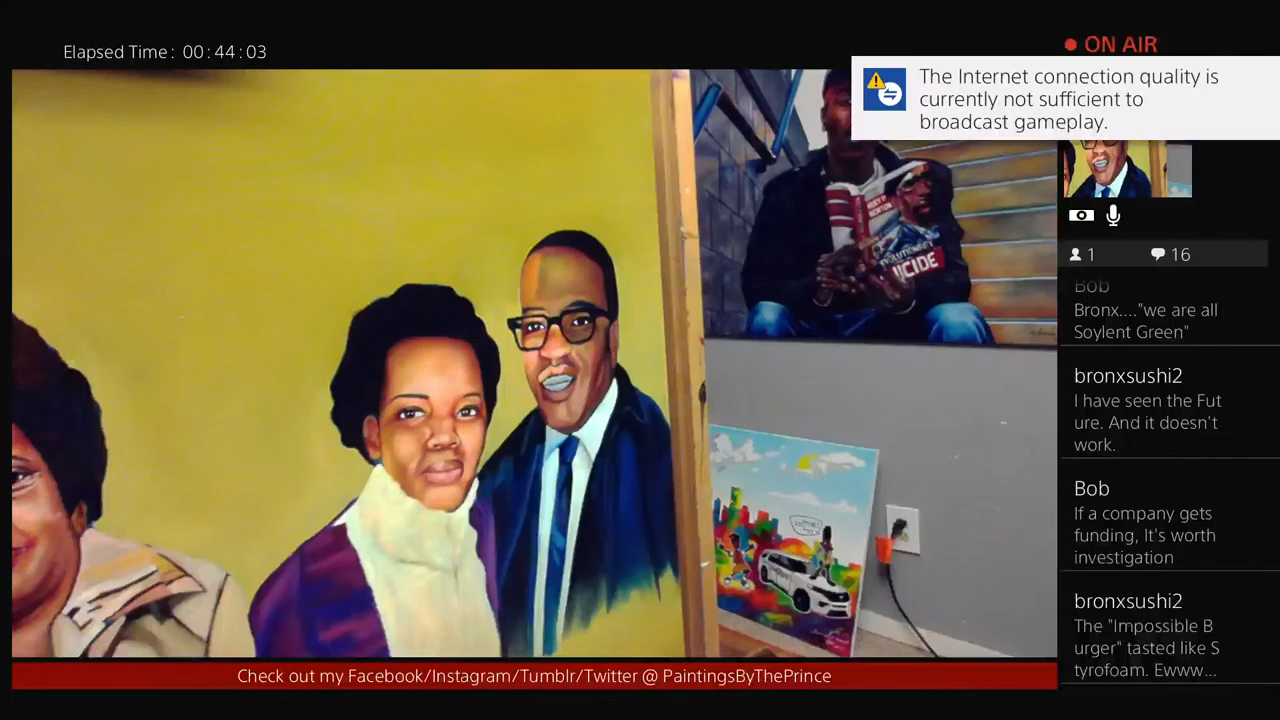 Elapsed Time: 00:44:03
ON AIR
The Internet connection quality is
currently not sufficient to
broadcast gameplay.
1
16
Bob
Bronx...."we are all
Soylent Green"
bronxsushi2
I have seen the Fut
ure. And it doesn't
work.
Bob
If a company gets
funding, It's worth
investigation
bronxsushi2
The "Impossible B
urger" tasted like S
tyrofoam. Ewww...
Check out my Facebook/Instagram/Tumblr/Twitter @ PaintingsByThePrince